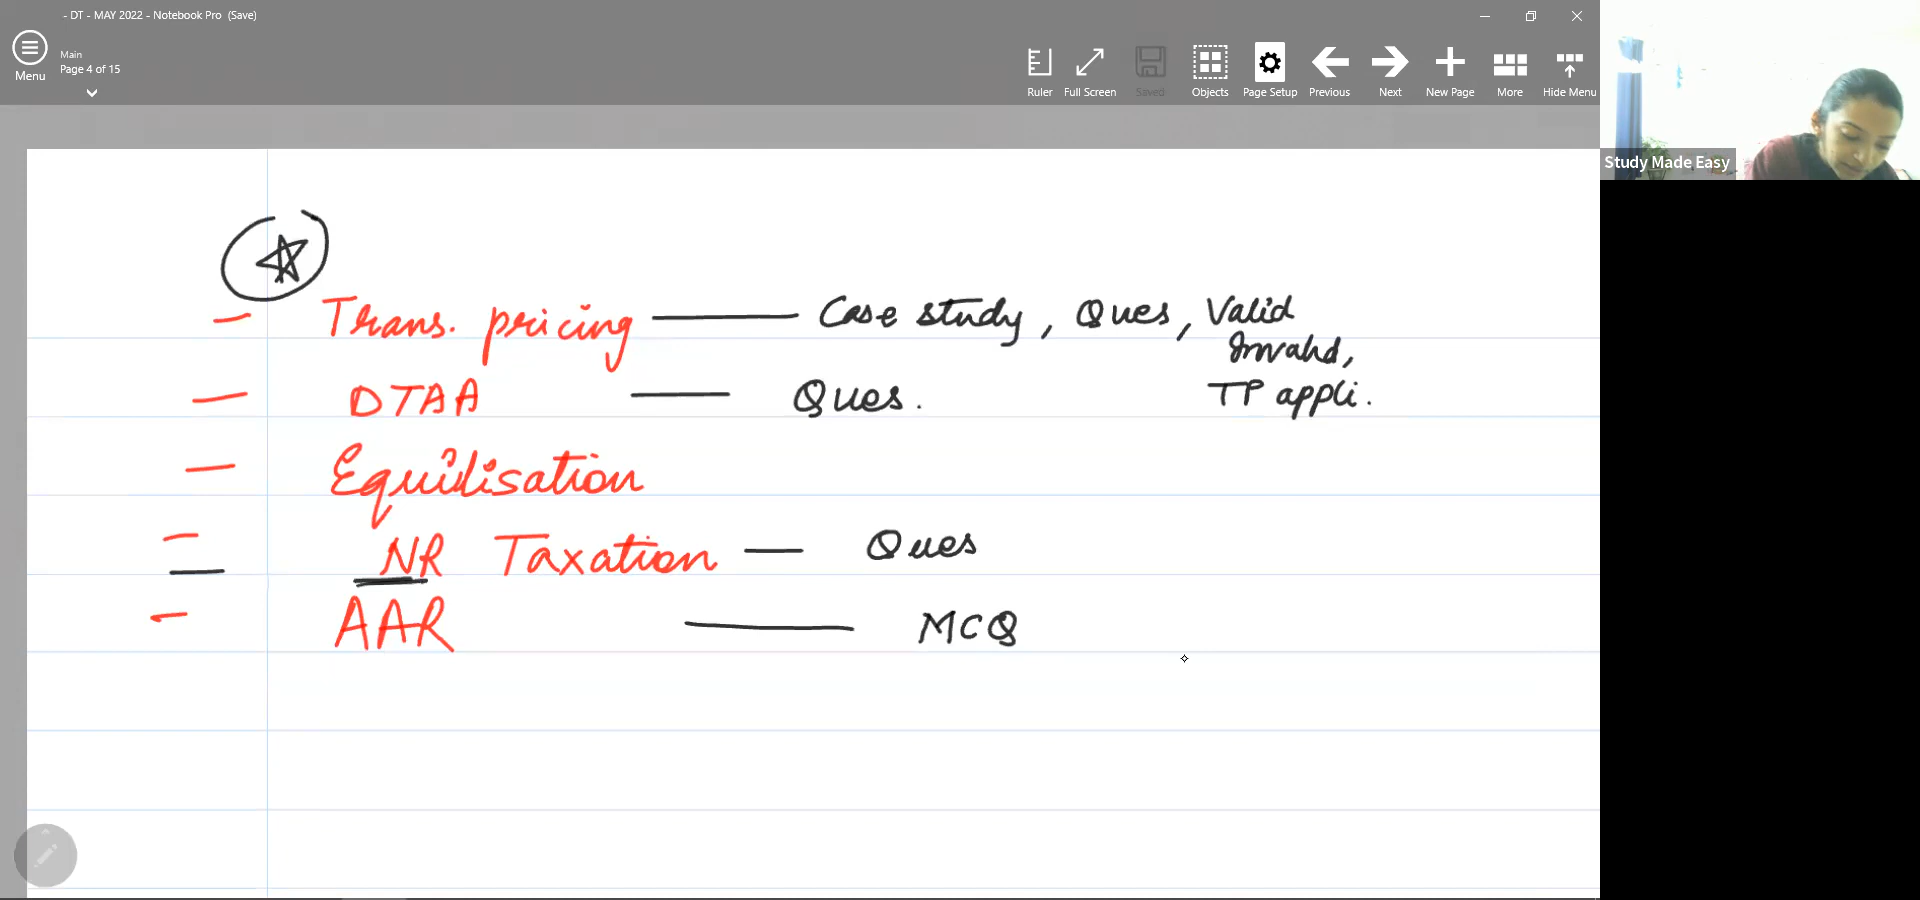 - DT - MAY 2022 - Notebook Pro (Save)
Menu
Main
Page 4 of 15
Ruler
Full Screen
Saved
Objects
Page Setup
Previous
Next
New Page
More
Hide Menu
Study Made Easy
- Trans. pricing — Case study, Ques, Valid
Invalid,
TP appli.
- DTAA — Ques.
- Equilisation
- NR Taxation — Ques
- AAR — MCQ